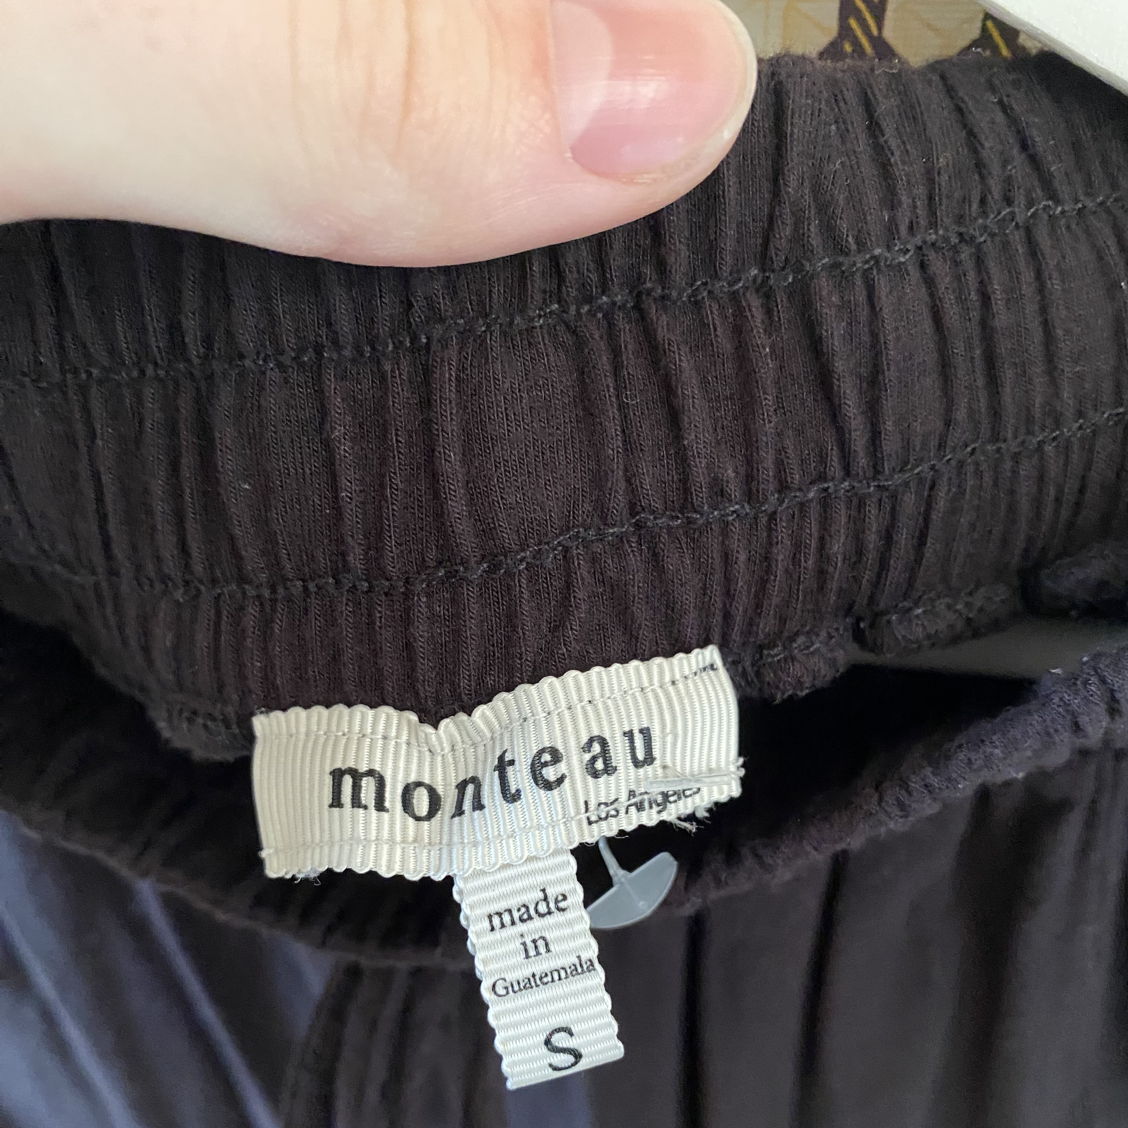 monteau
Los Angeles
made
in
Guatemala
S